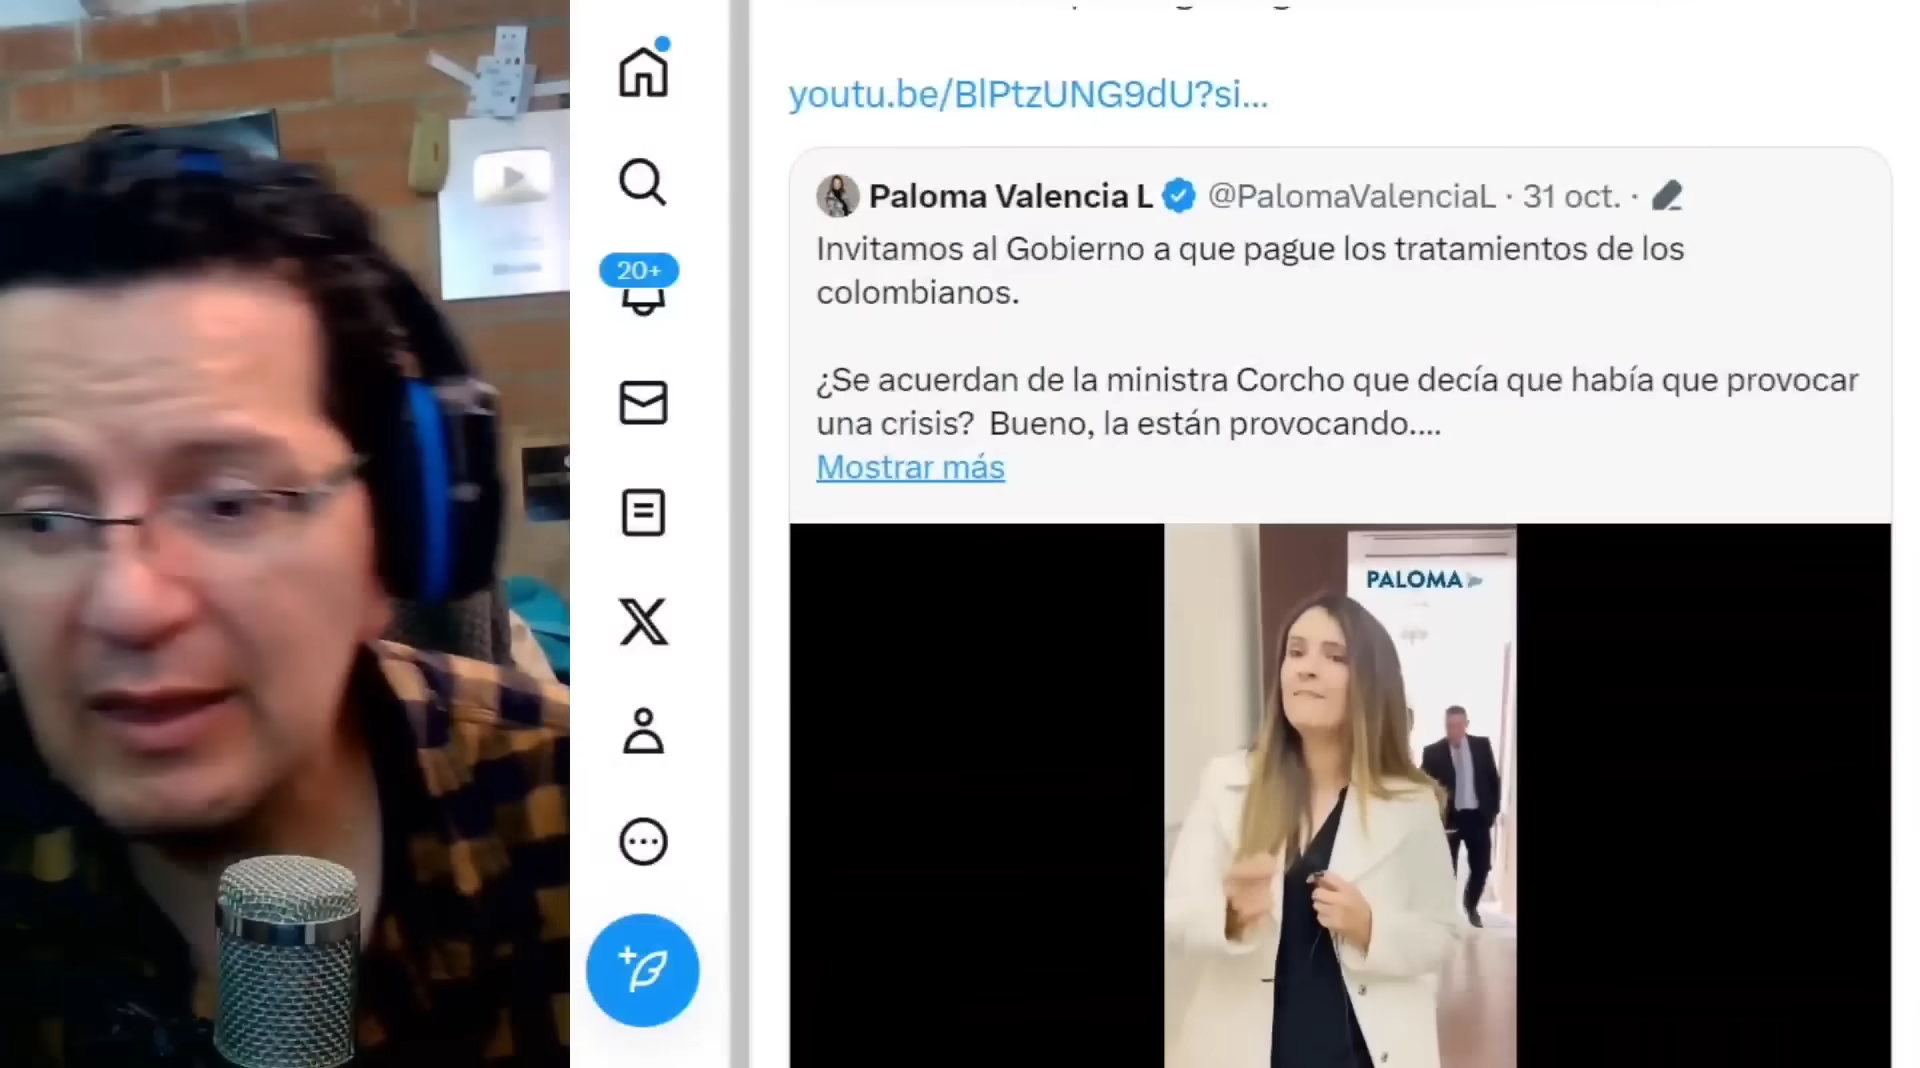 youtu.be/BlPtzUNG9dU?si...
Paloma Valencia L @PalomaValenciaL · 31 oct. ·
Invitamos al Gobierno a que pague los tratamientos de los
colombianos.
¿Se acuerdan de la ministra Corcho que decía que había que provocar
una crisis? Bueno, la están provocando....
Mostrar más
20+
PALOMA